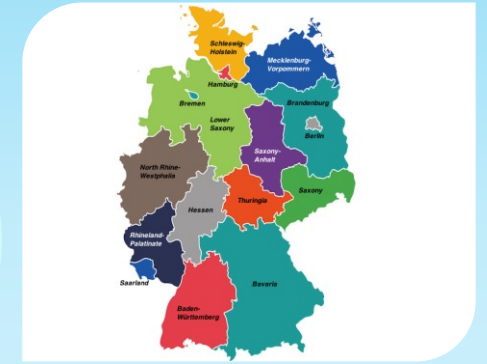 Schleswig-
Holstein
Mecklenburg-
Vorpommern
Hamburg
Bremen
Brandenburg
Lower
Saxony
Berlin
Saxony-
Anhalt
North Rhine-
Westphalia
Saxony
Thuringia
Hessen
Rhineland-
Palatinate
Saarland
Bavaria
Baden-
Württemberg